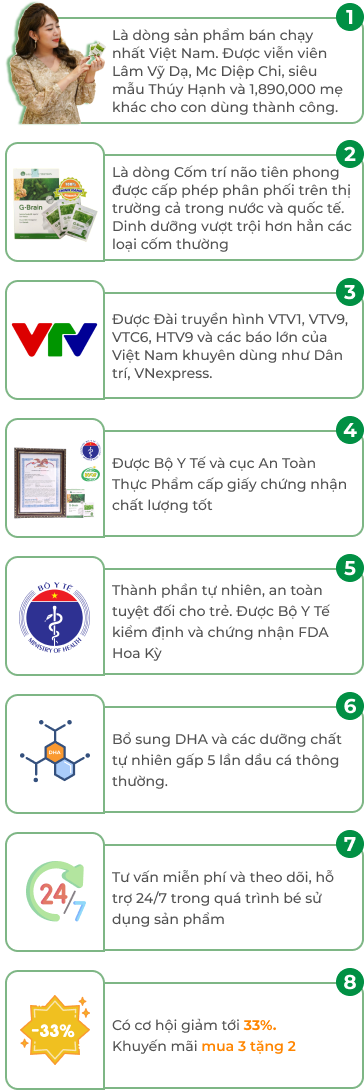 1
Là dòng sản phẩm bán chạy
nhất Việt Nam. Được viễn viên
Lâm Vỹ Dạ, Mc Diệp Chi, siêu
mẫu Thúy Hạnh và 1,890,000 mẹ
khác cho con dùng thành công.
2
G-Brain
Là dòng Cốm trí não tiên phong
được cấp phép phân phối trên thị
trường cả trong nước và quốc tế.
Dinh dưỡng vượt trội hơn hẳn các
loại cốm thường
3
VTV
Được Đài truyền hình VTV1, VTV9,
VTC6, HTV9 và các báo lớn của
Việt Nam khuyên dùng như Dân
trí, VNexpress.
4
Được Bộ Y Tế và cục An Toàn
Thực Phẩm cấp giấy chứng nhận
chất lượng tốt
5
BỘ Y TẾ
MINISTRY OF HEALTH
Thành phần tự nhiên, an toàn
tuyệt đối cho trẻ. Được Bộ Y Tế
kiểm định và chứng nhận FDA
Hoa Kỳ
6
DHA
Bổ sung DHA và các dưỡng chất
tự nhiên gấp 5 lần dầu cá thông
thường.
7
24/7
Tư vấn miễn phí và theo dõi, hỗ
trợ 24/7 trong quá trình bé sử
dụng sản phẩm
8
-33%
Có cơ hội giảm tới 33%.
Khuyến mãi mua 3 tặng 2